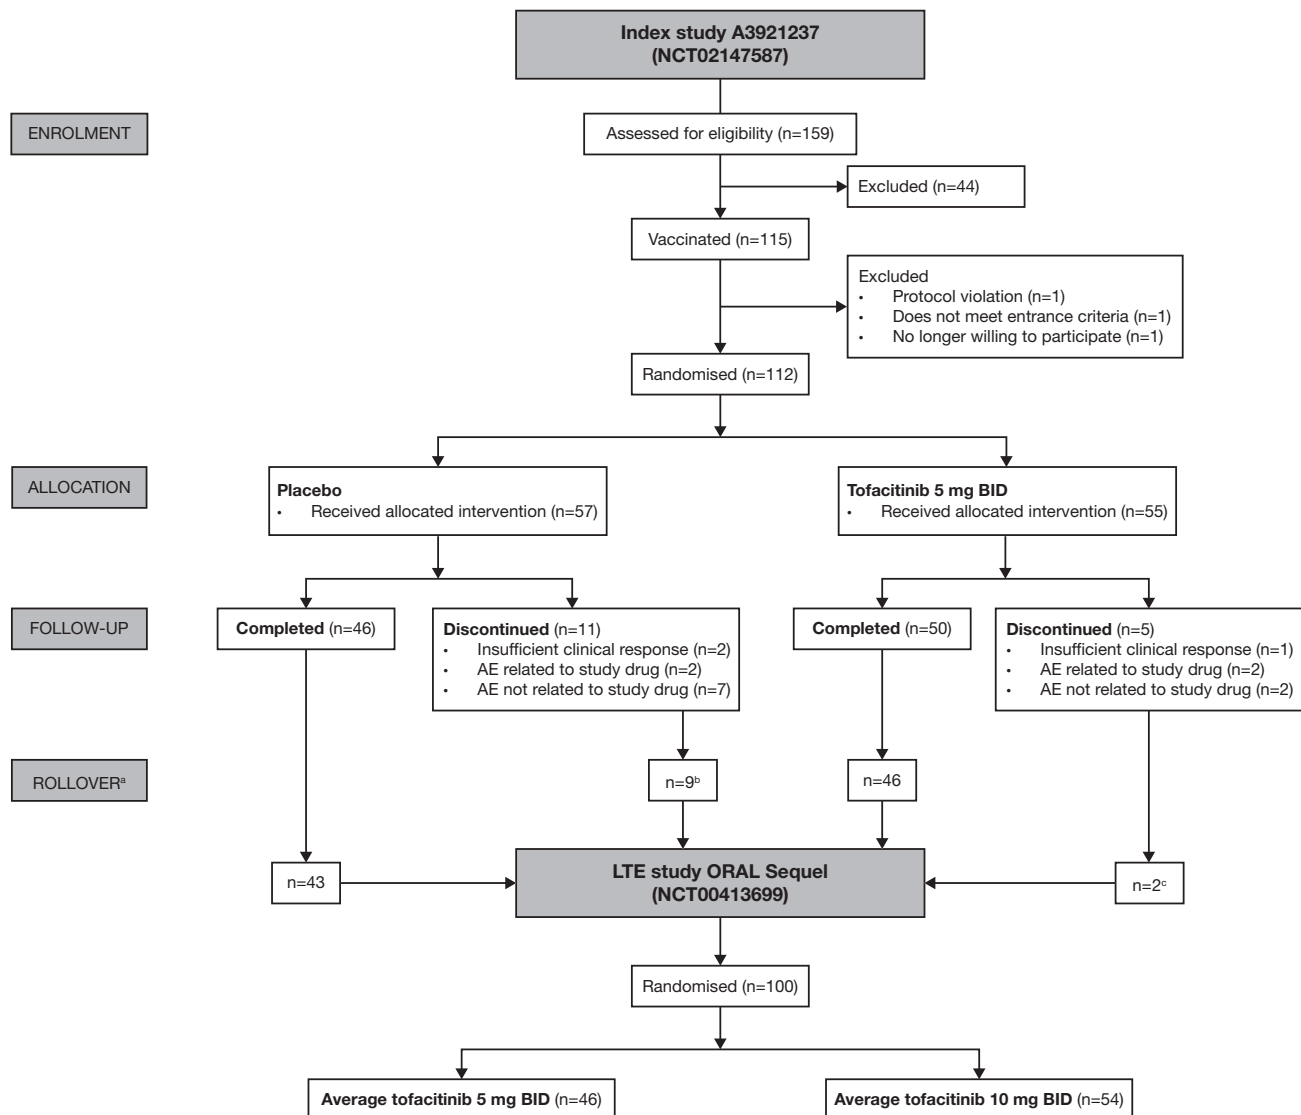 Index study A3921237
(NCT02147587)
ENROLMENT
Assessed for eligibility (n=159)
Excluded (n=44)
Vaccinated (n=115)
Excluded
• Protocol violation (n=1)
• Does not meet entrance criteria (n=1)
• No longer willing to participate (n=1)
Randomised (n=112)
ALLOCATION
Placebo
• Received allocated intervention (n=57)
Tofacitinib 5 mg BID
• Received allocated intervention (n=55)
FOLLOW-UP
Completed (n=46)
Discontinued (n=11)
• Insufficient clinical response (n=2)
• AE related to study drug (n=2)
• AE not related to study drug (n=7)
Completed (n=50)
Discontinued (n=5)
• Insufficient clinical response (n=1)
• AE related to study drug (n=2)
• AE not related to study drug (n=2)
ROLLOVERᵃ
n=9ᵇ
n=46
n=43
LTE study ORAL Sequel
(NCT00413699)
n=2ᶜ
Randomised (n=100)
Average tofacitinib 5 mg BID (n=46)
Average tofacitinib 10 mg BID (n=54)